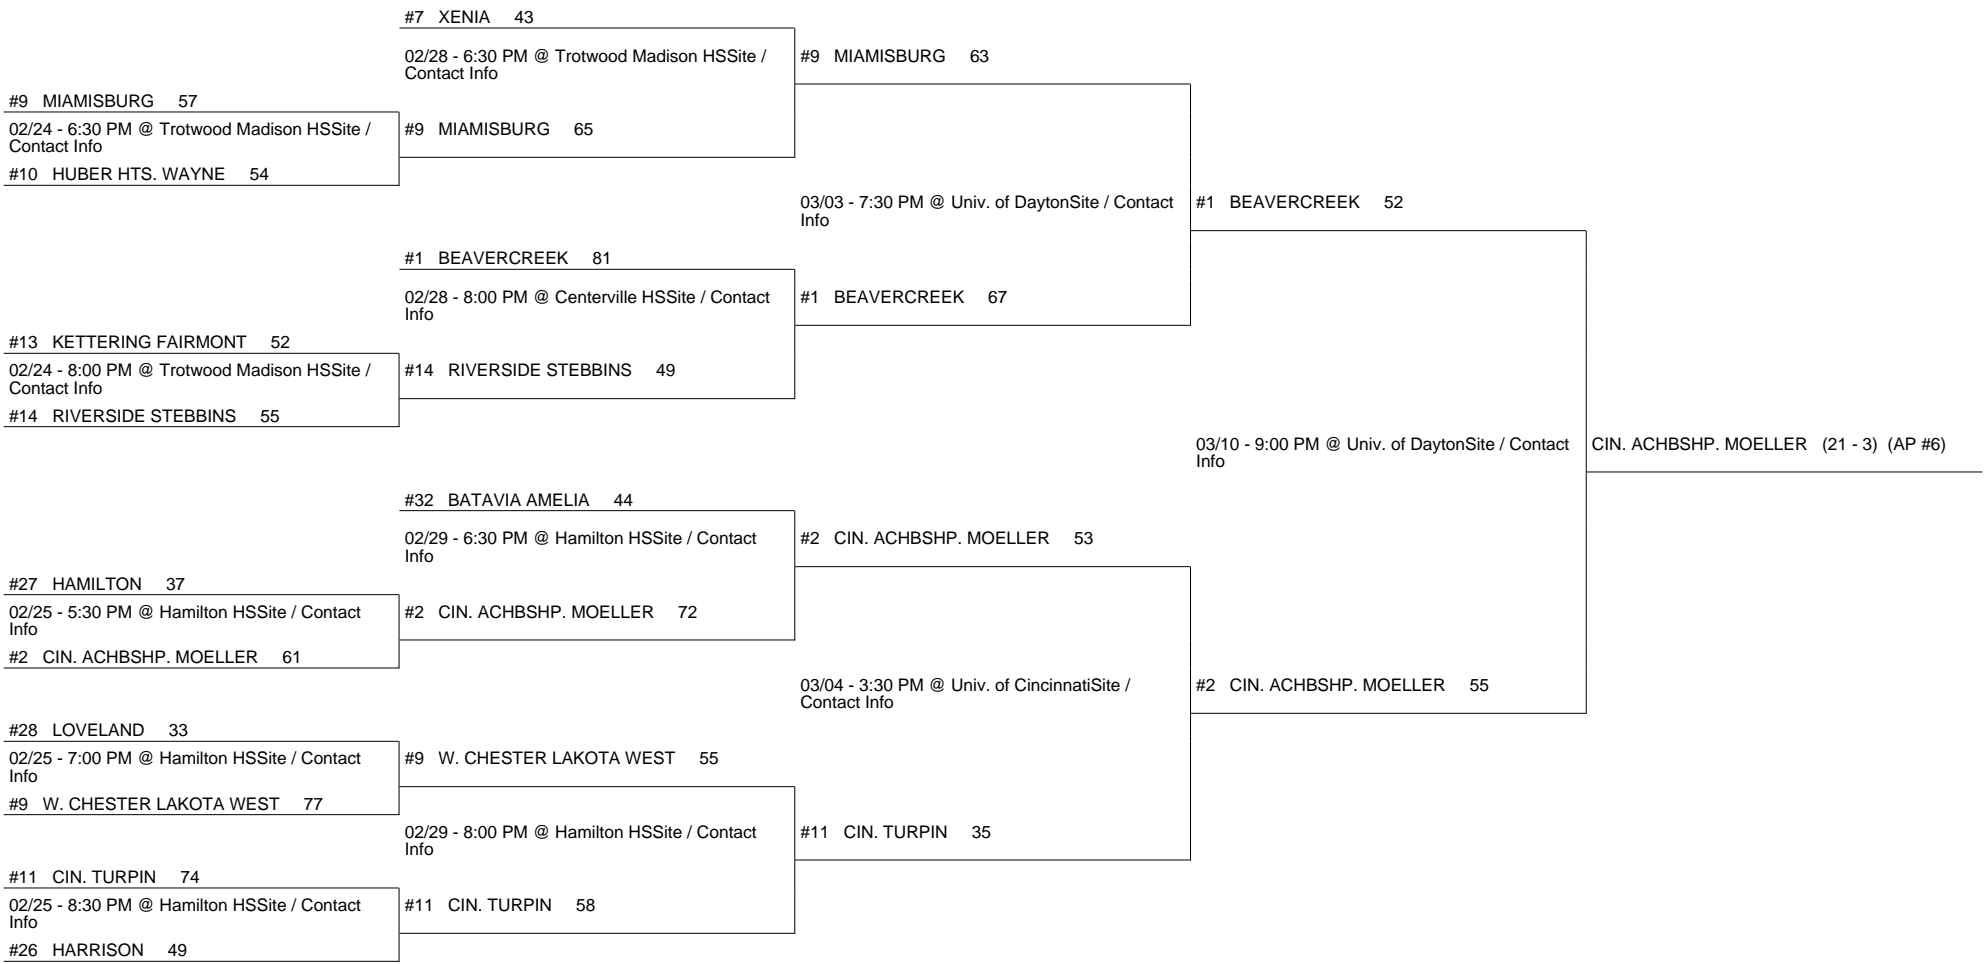 #7 XENIA 43
02/28 - 6:30 PM @ Trotwood Madison HSSite /
Contact Info
#9 MIAMISBURG 63
#9 MIAMISBURG 57
02/24 - 6:30 PM @ Trotwood Madison HSSite /
Contact Info
#9 MIAMISBURG 65
#10 HUBER HTS. WAYNE 54
03/03 - 7:30 PM @ Univ. of DaytonSite / Contact
Info
#1 BEAVERCREEK 52
#1 BEAVERCREEK 81
02/28 - 8:00 PM @ Centerville HSSite / Contact
Info
#1 BEAVERCREEK 67
#13 KETTERING FAIRMONT 52
02/24 - 8:00 PM @ Trotwood Madison HSSite /
Contact Info
#14 RIVERSIDE STEBBINS 49
#14 RIVERSIDE STEBBINS 55
03/10 - 9:00 PM @ Univ. of DaytonSite / Contact
Info
CIN. ACHBSHP. MOELLER (21 - 3) (AP #6)
#32 BATAVIA AMELIA 44
02/29 - 6:30 PM @ Hamilton HSSite / Contact
Info
#2 CIN. ACHBSHP. MOELLER 53
#27 HAMILTON 37
02/25 - 5:30 PM @ Hamilton HSSite / Contact
Info
#2 CIN. ACHBSHP. MOELLER 72
#2 CIN. ACHBSHP. MOELLER 61
03/04 - 3:30 PM @ Univ. of CincinnatiSite /
Contact Info
#2 CIN. ACHBSHP. MOELLER 55
#28 LOVELAND 33
02/25 - 7:00 PM @ Hamilton HSSite / Contact
Info
#9 W. CHESTER LAKOTA WEST 55
#9 W. CHESTER LAKOTA WEST 77
02/29 - 8:00 PM @ Hamilton HSSite / Contact
Info
#11 CIN. TURPIN 35
#11 CIN. TURPIN 74
02/25 - 8:30 PM @ Hamilton HSSite / Contact
Info
#11 CIN. TURPIN 58
#26 HARRISON 49